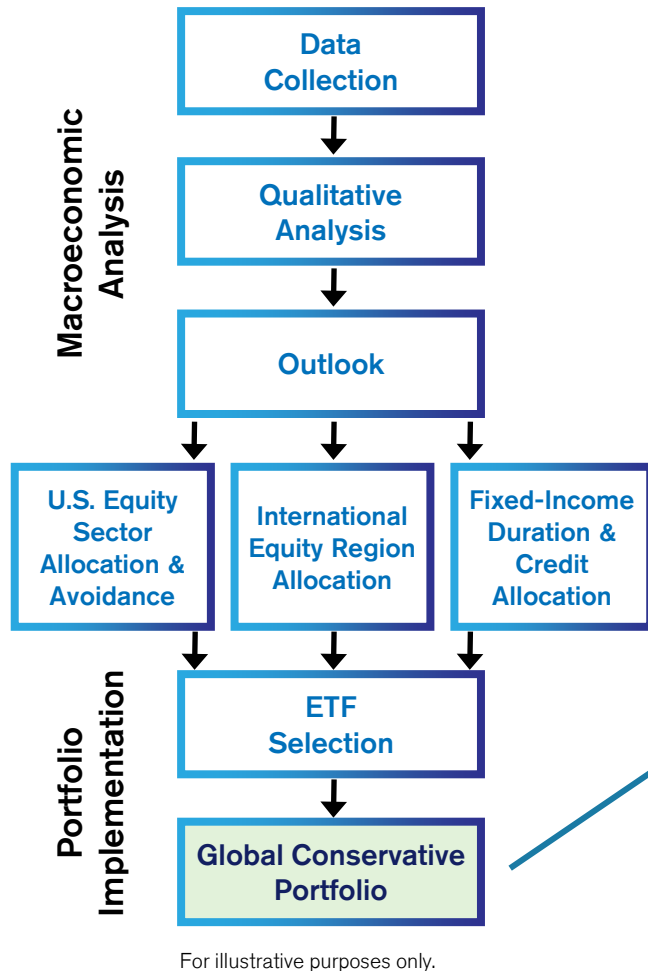 Macroeconomic
Analysis
Data
Collection
Qualitative
Analysis
Outlook
U.S. Equity
Sector
Allocation &
Avoidance
International
Equity Region
Allocation
Fixed-Income
Duration &
Credit
Allocation
Portfolio
Implementation
ETF
Selection
Global Conservative
Portfolio
For illustrative purposes only.